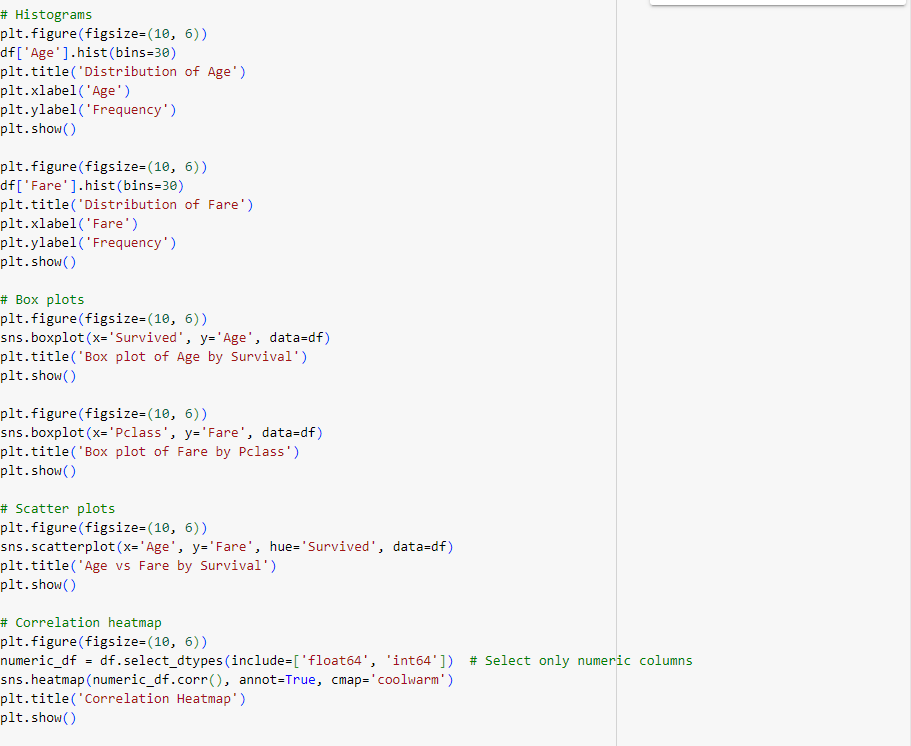 # Histograms
plt.figure(figsize=(10, 6))
df['Age'].hist(bins=30)
plt.title('Distribution of Age')
plt.xlabel('Age')
plt.ylabel('Frequency')
plt.show()
plt.figure(figsize=(10, 6))
df['Fare'].hist(bins=30)
plt.title('Distribution of Fare')
plt.xlabel('Fare')
plt.ylabel('Frequency')
plt.show()
# Box plots
plt.figure(figsize=(10, 6))
sns.boxplot(x='Survived', y='Age', data=df)
plt.title('Box plot of Age by Survival')
plt.show()
plt.figure(figsize=(10, 6))
sns.boxplot(x='Pclass', y='Fare', data=df)
plt.title('Box plot of Fare by Pclass')
plt.show()
# Scatter plots
plt.figure(figsize=(10, 6))
sns.scatterplot(x='Age', y='Fare', hue='Survived', data=df)
plt.title('Age vs Fare by Survival')
plt.show()
# Correlation heatmap
plt.figure(figsize=(10, 6))
numeric_df = df.select_dtypes(include=['float64', 'int64'])  # Select only numeric columns
sns.heatmap(numeric_df.corr(), annot=True, cmap='coolwarm')
plt.title('Correlation Heatmap')
plt.show()